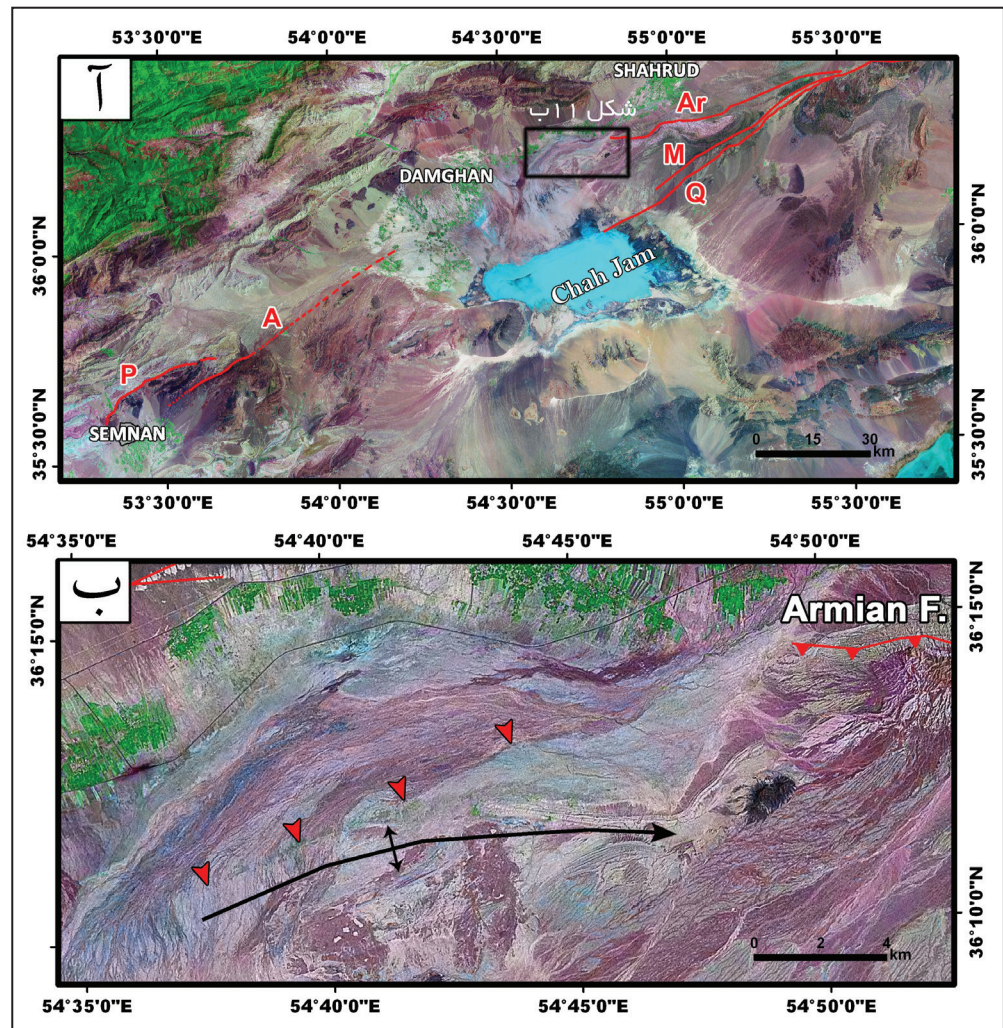 53°30'0"E 54°0'0"E 54°30'0"E 55°0'0"E 55°30'0"E
آ
SHAHRUD
شکل ۱۱ب
Ar
M
Q
DAMGHAN
36°0'0"N
36°0'0"N
Chah Jam
A
P
SEMNAN
35°30'0"N
35°30'0"N
0 15 30
km
53°30'0"E 54°0'0"E 54°30'0"E 55°0'0"E 55°30'0"E
54°35'0"E 54°40'0"E 54°45'0"E 54°50'0"E
ب
Armian F.
36°15'0"N
36°15'0"N
36°10'0"N
0 2 4
km
54°35'0"E 54°40'0"E 54°45'0"E 54°50'0"E